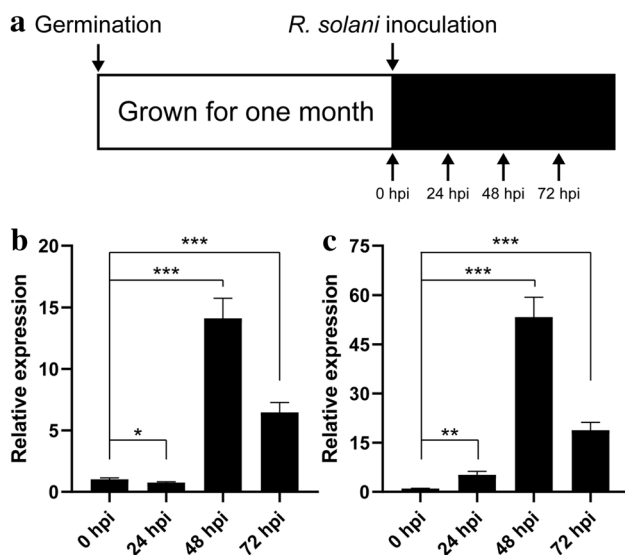 a
Germination
R. solani inoculation
Grown for one month
0 hpi 24 hpi 48 hpi 72 hpi
b
Relative expression
20
15
10
5
0
***
***
*
0 hpi 24 hpi 48 hpi 72 hpi
c
Relative expression
75
60
45
30
15
0
***
***
**
0 hpi 24 hpi 48 hpi 72 hpi